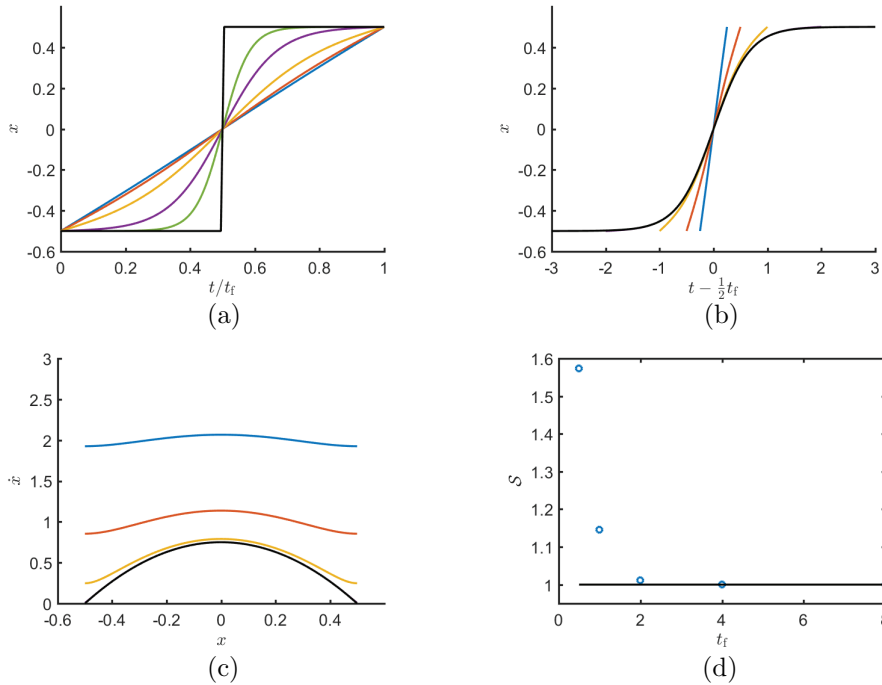 0.4
0.2
0
-0.2
-0.4
-0.6
x
0 0.2 0.4 0.6 0.8 1
t/t_f
(a)
0.4
0.2
0
-0.2
-0.4
-0.6
x
-3 -2 -1 0 1 2 3
t − ½t_f
(b)
3
2.5
2
1.5
1
0.5
0
ẋ
-0.6 -0.4 -0.2 0 0.2 0.4
x
(c)
1.6
1.5
1.4
1.3
1.2
1.1
1
S
0 2 4 6 8
t_f
(d)